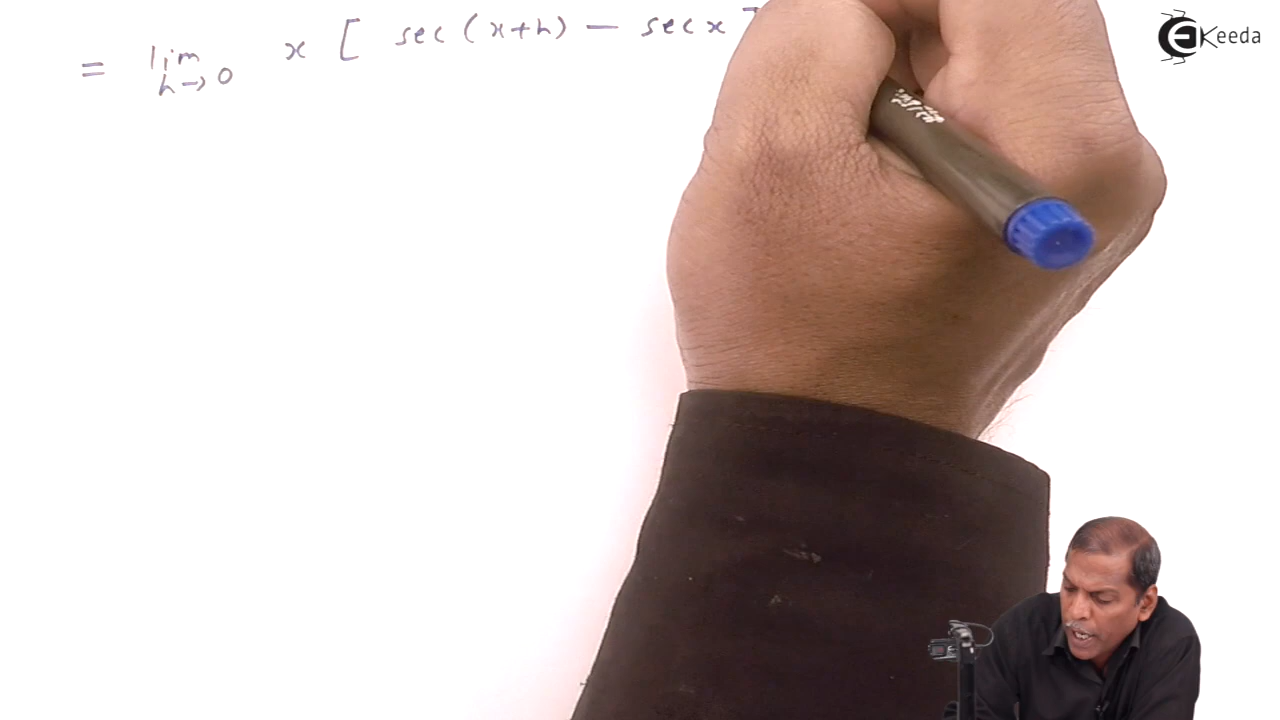 = lim x [ sec (x+h) - sec x ]
h→0
Keeda